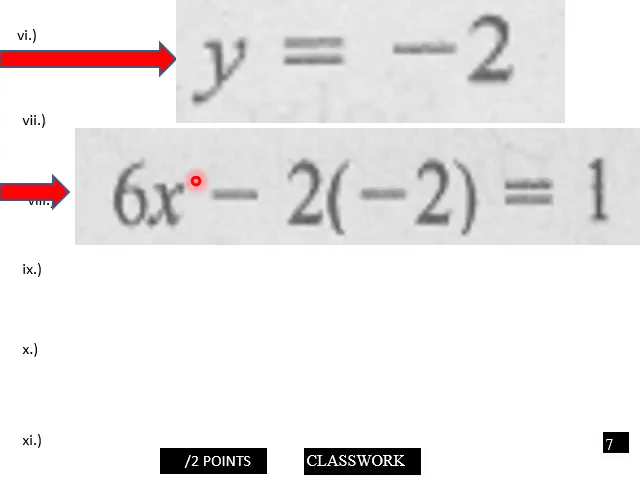 vi.)
y = -2
vii.)
6x - 2(-2) = 1
viii.)
ix.)
x.)
xi.)
7
/2 POINTS CLASSWORK